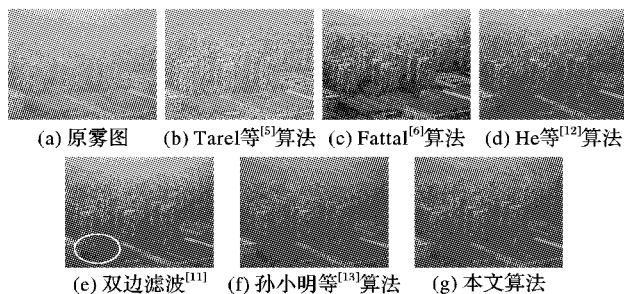 (a) 原雾图 (b) Tarel等[5]算法 (c) Fattal[6]算法 (d) He等[12]算法
(e) 双边滤波[11] (f) 孙小明等[13]算法 (g) 本文算法